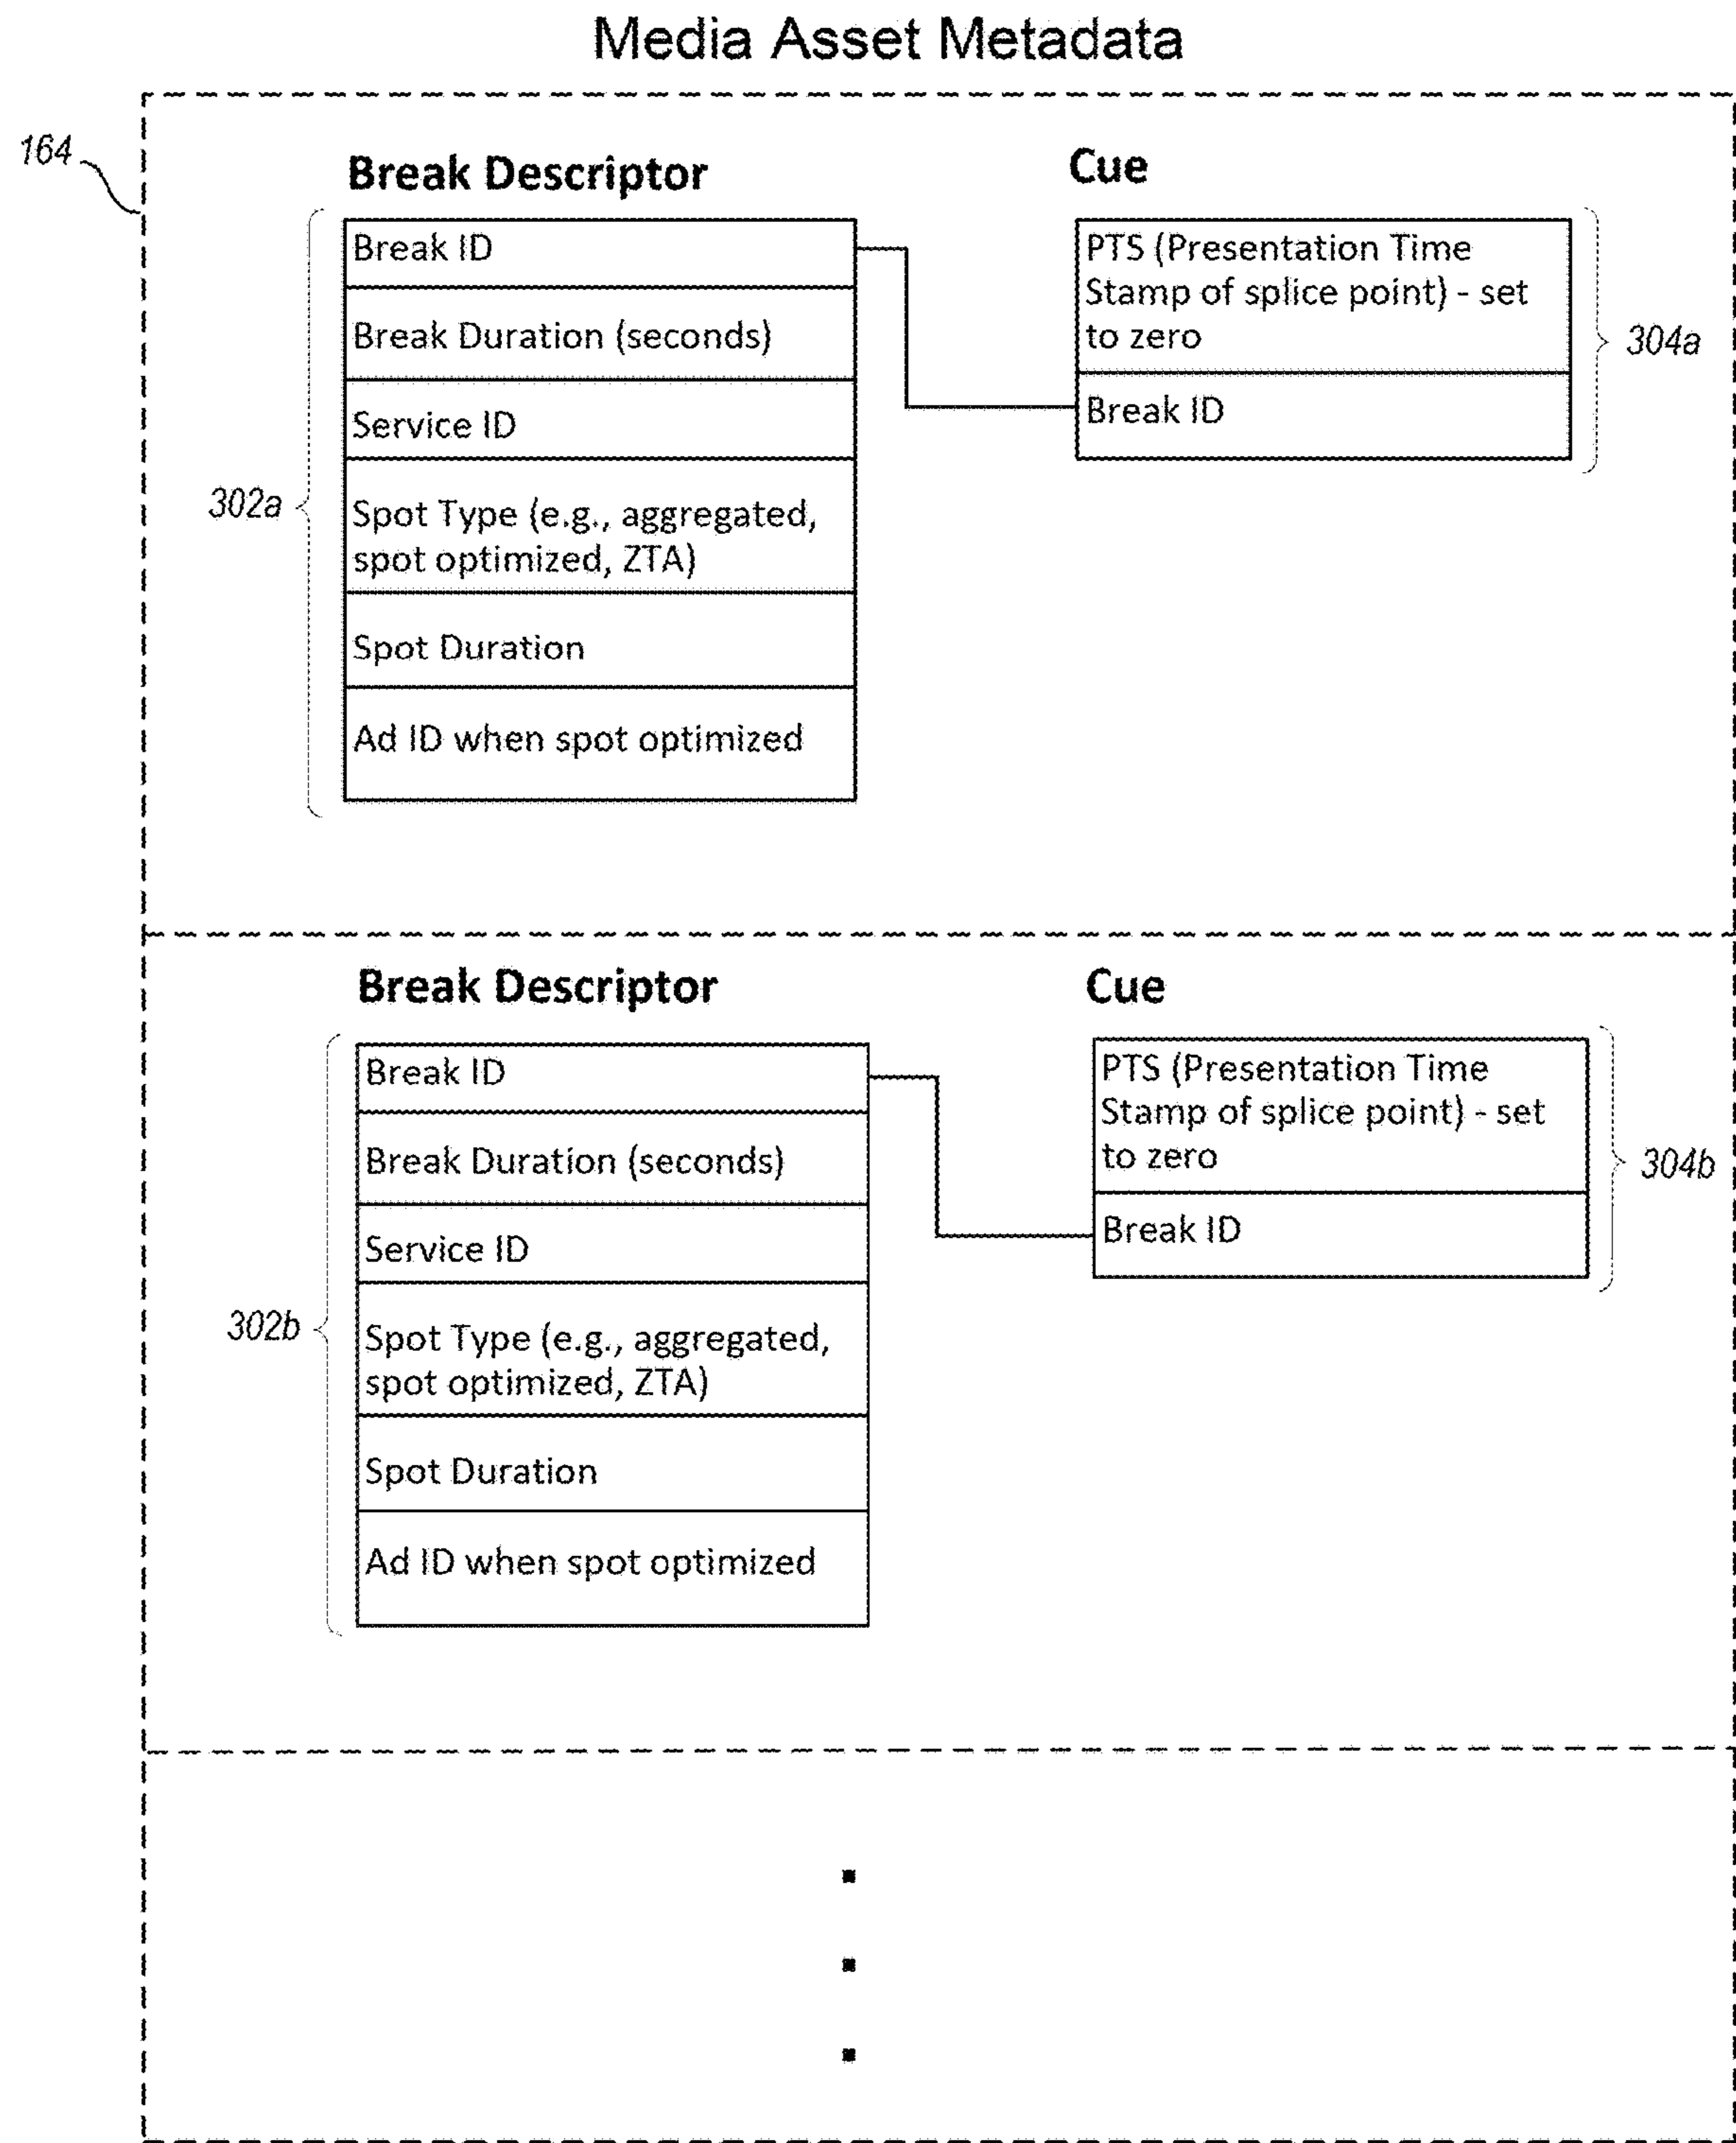 Media Asset Metadata
164
Break Descriptor
Cue
Break ID
Break Duration (seconds)
Service ID
Spot Type (e.g., aggregated,
spot optimized, ZTA)
Spot Duration
Ad ID when spot optimized
302a
PTS (Presentation Time
Stamp of splice point) - set
to zero
Break ID
304a
Break Descriptor
Cue
Break ID
Break Duration (seconds)
Service ID
Spot Type (e.g., aggregated,
spot optimized, ZTA)
Spot Duration
Ad ID when spot optimized
302b
PTS (Presentation Time
Stamp of splice point) - set
to zero
Break ID
304b